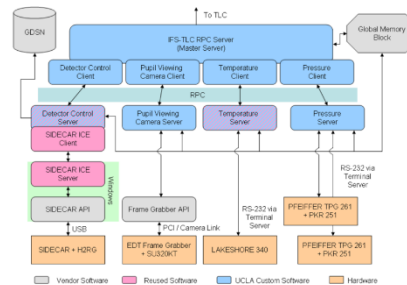 To TLC
GDSN
IFS-TLC RPC Server
(Master Server)
Global Memory
Block
Detector Control
Client
Pupil Viewing
Camera Client
Temperature
Client
Pressure
Client
RPC
Detector Control
Server
Pupil Viewing
Camera Server
Temperature
Server
Pressure
Server
SIDECAR ICE
Client
SIDECAR ICE
Server
Windows
RS-232 via
Terminal
Server
SIDECAR API
Frame Grabber API
RS-232 via
Terminal
Server
PFEIFFER TPG 261
+ PKR 251
USB
PCI / Camera Link
SIDECAR + H2RG
EDT Frame Grabber
+ SU320KT
LAKESHORE 340
PFEIFFER TPG 261
+ PKR 251
Vendor Software
Reused Software
UCLA Custom Software
Hardware